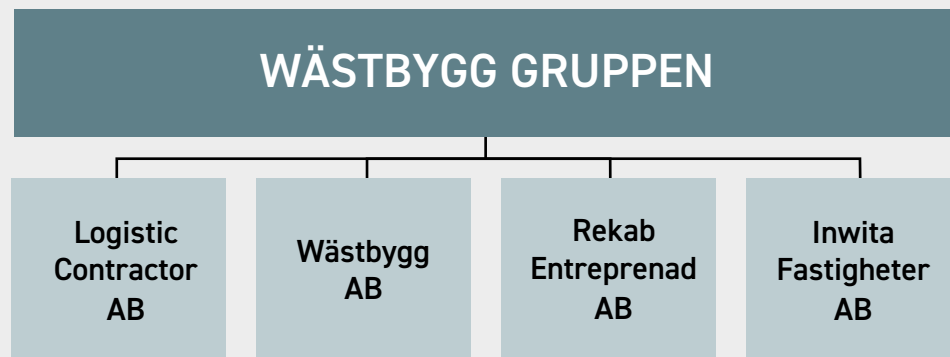 WÄSTBYGG GRUPPEN
Logistic
Contractor
AB
Wästbygg
AB
Rekab
Entreprenad
AB
Inwita
Fastigheter
AB